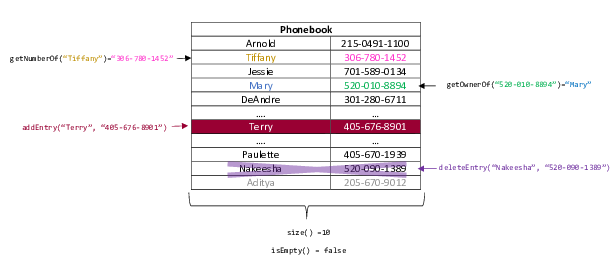 Phonebook
Arnold 215-0491-1100
getNumberOf("Tiffany")="306-780-1452" Tiffany 306-780-1452
Jessie 701-589-0134
Mary 520-010-8894 getOwnerOf("520-010-8894")="Mary"
DeAndre 301-280-6711
.... ...
addEntry("Terry", "405-676-8901") Terry 405-676-8901
.... ...
Paulette 405-670-1939
Nakeesha 520-090-1389 deleteEntry("Nakeesha", "520-090-1389")
Aditya 205-670-9012
size() =10
isEmpty() = false